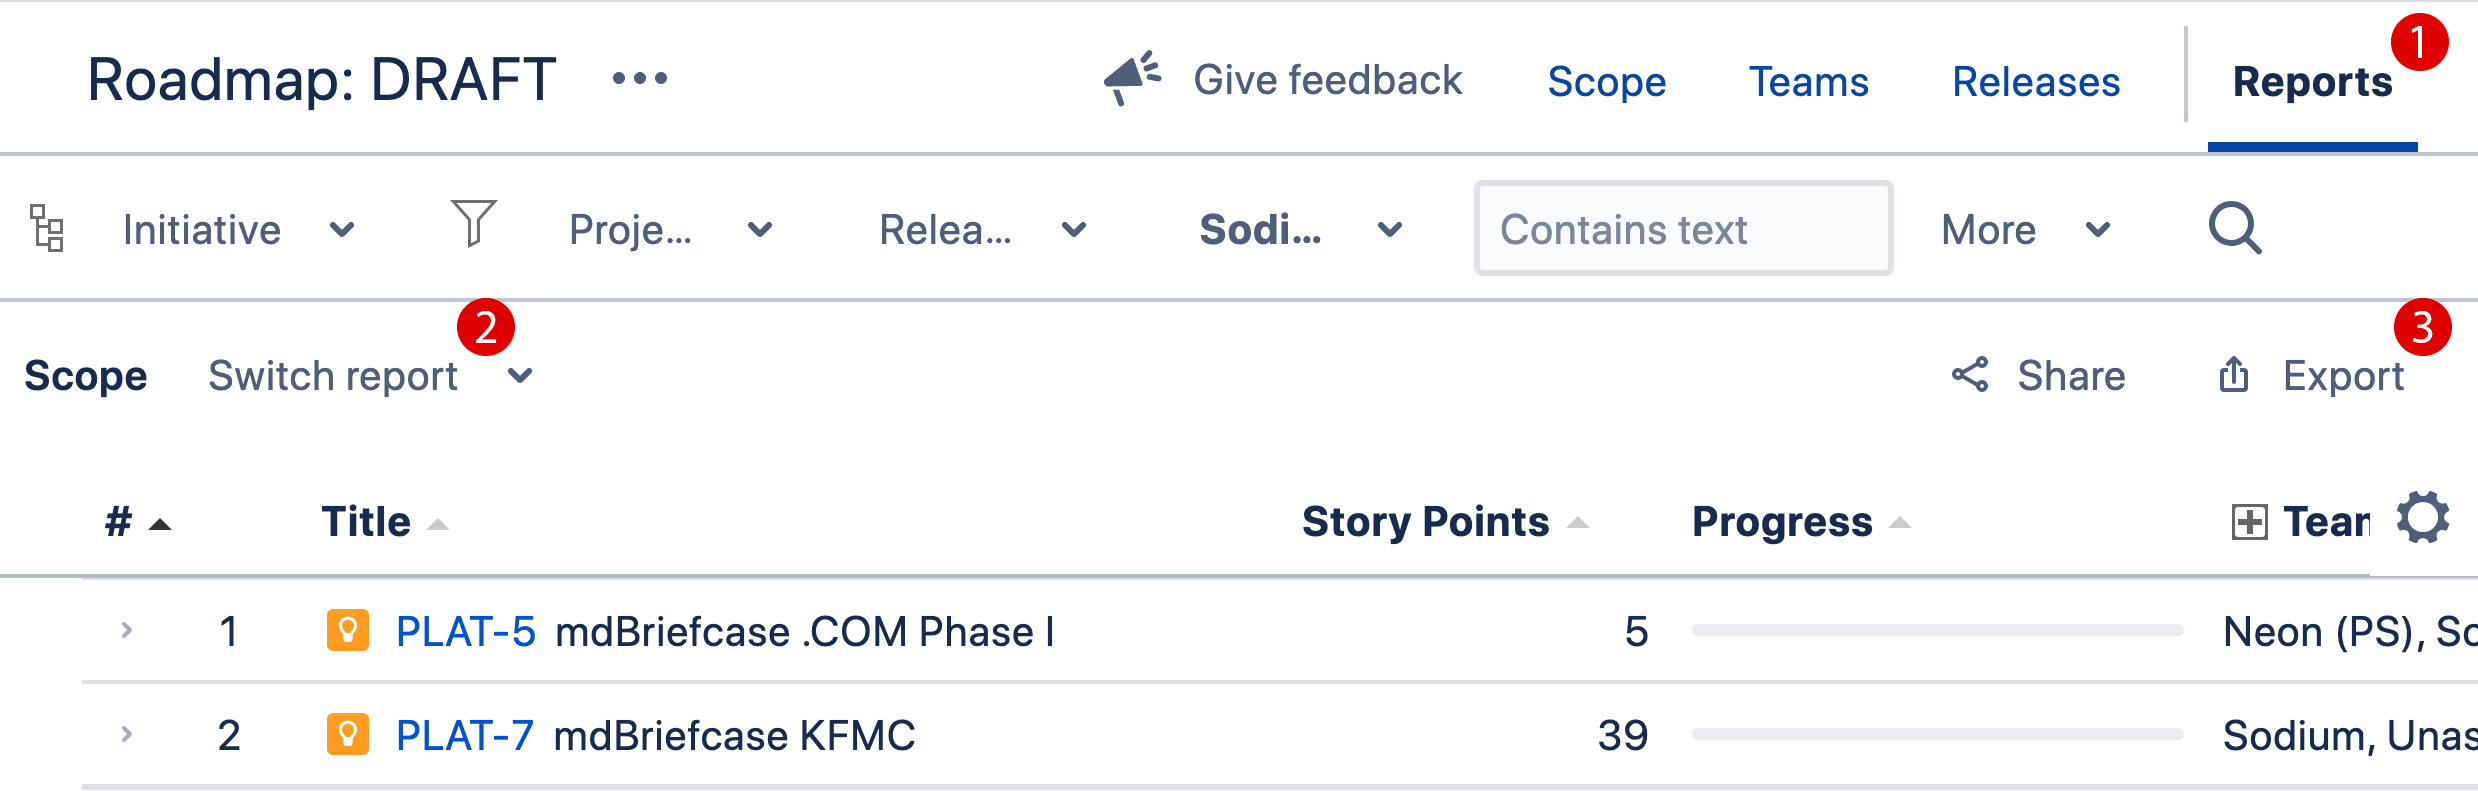 Roadmap: DRAFT ••• Give feedback Scope Teams Releases Reports 1
Initiative Proje... Relea... Sodi... Contains text More
2 3
Scope Switch report Share Export
# Title Story Points Progress Team
1 PLAT-5 mdBriefcase .COM Phase I 5 Neon (PS), So
2 PLAT-7 mdBriefcase KFMC 39 Sodium, Unas